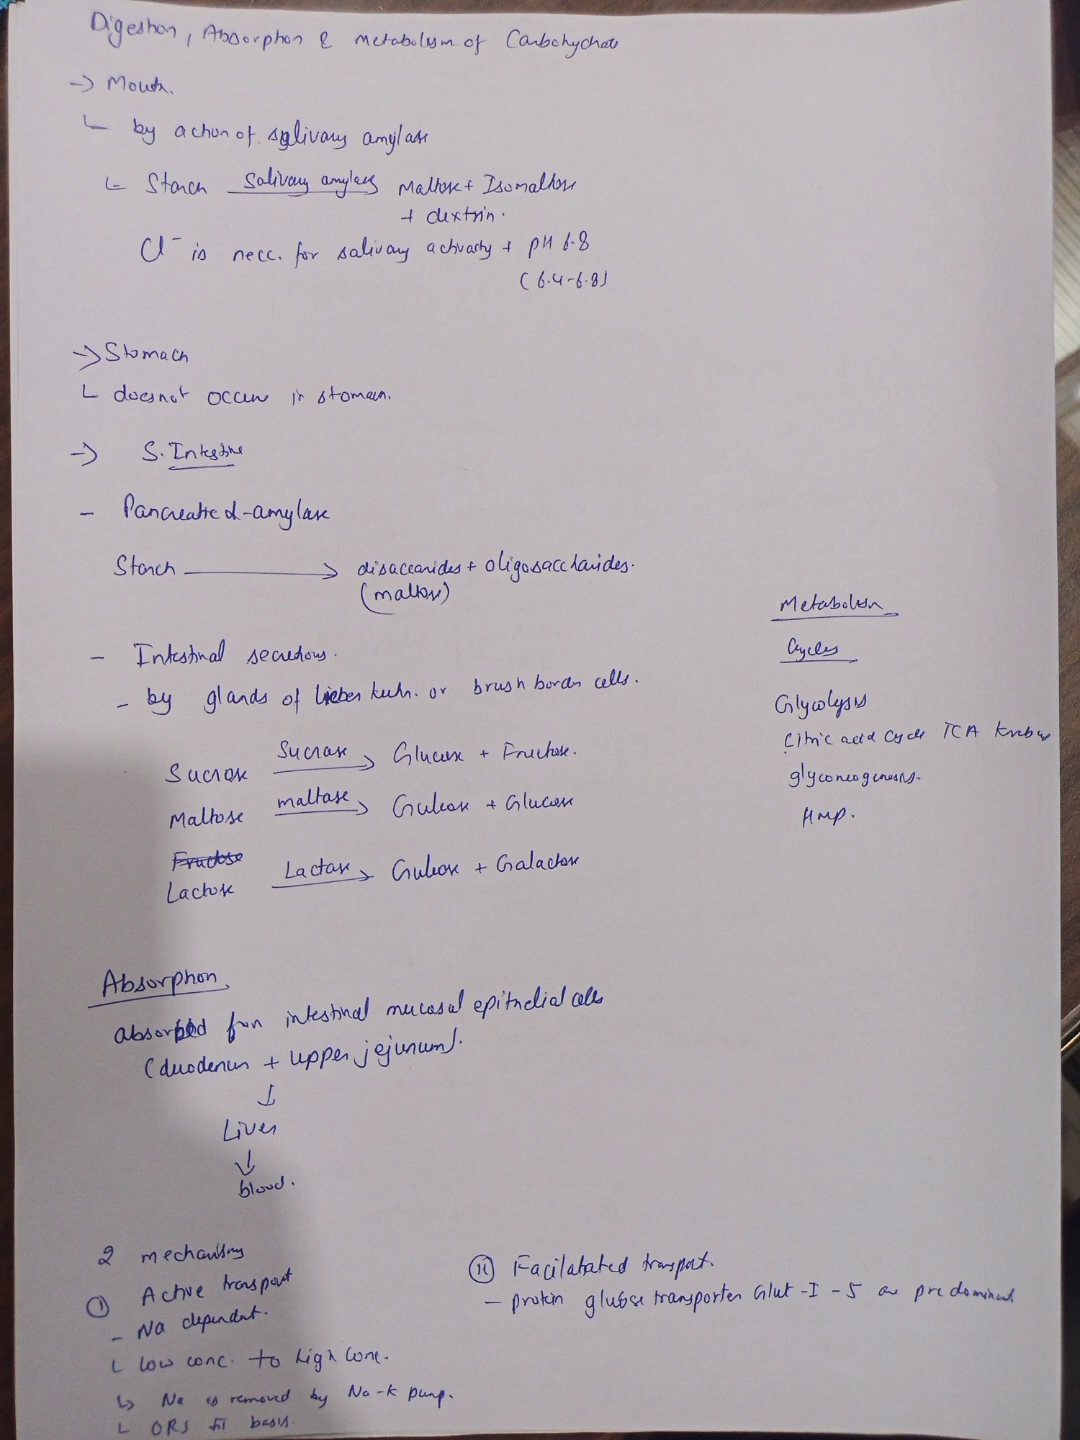 Digestion, Absorption & Metabolism of Carbohydrate
-> Mouth.
by action of salivary amylase
Starch Salivary amylase Maltose + Isomaltose
+ dextrin.
Cl⁻ is necc. for salivary activity + pH 6.8
(6.4-6.8)
-> Stomach
does not occur in stomach.
-> S. Intestine
- Pancreatic α-amylase
Starch → disaccarides + oligosaccharides.
(maltose)
Metabolism
Cycles
Glycolysis
Citric acid cycle TCA Krebs
glyconeogenesis.
HMP.
- Intestinal secretions.
- by glands of Lieberkuhn. or brush border cells.
Sucrose Sucrase → Glucose + Fructose.
Maltose maltase → Glucose + Glucose
Fructose
Lactose Lactase → Glucose + Galactose
Absorption
absorbed from intestinal mucosal epithelial cells
(duodenum + upper jejunum).
↓
Liver
↓
blood.
2 mechanisms
(I) Active transport
- Na dependent.
low conc. to high conc.
↳ Na is removed by Na-K pump.
ORS basis.
(II) Facilatated transport.
- protein glucose transporter Glut-I-5 are predominant